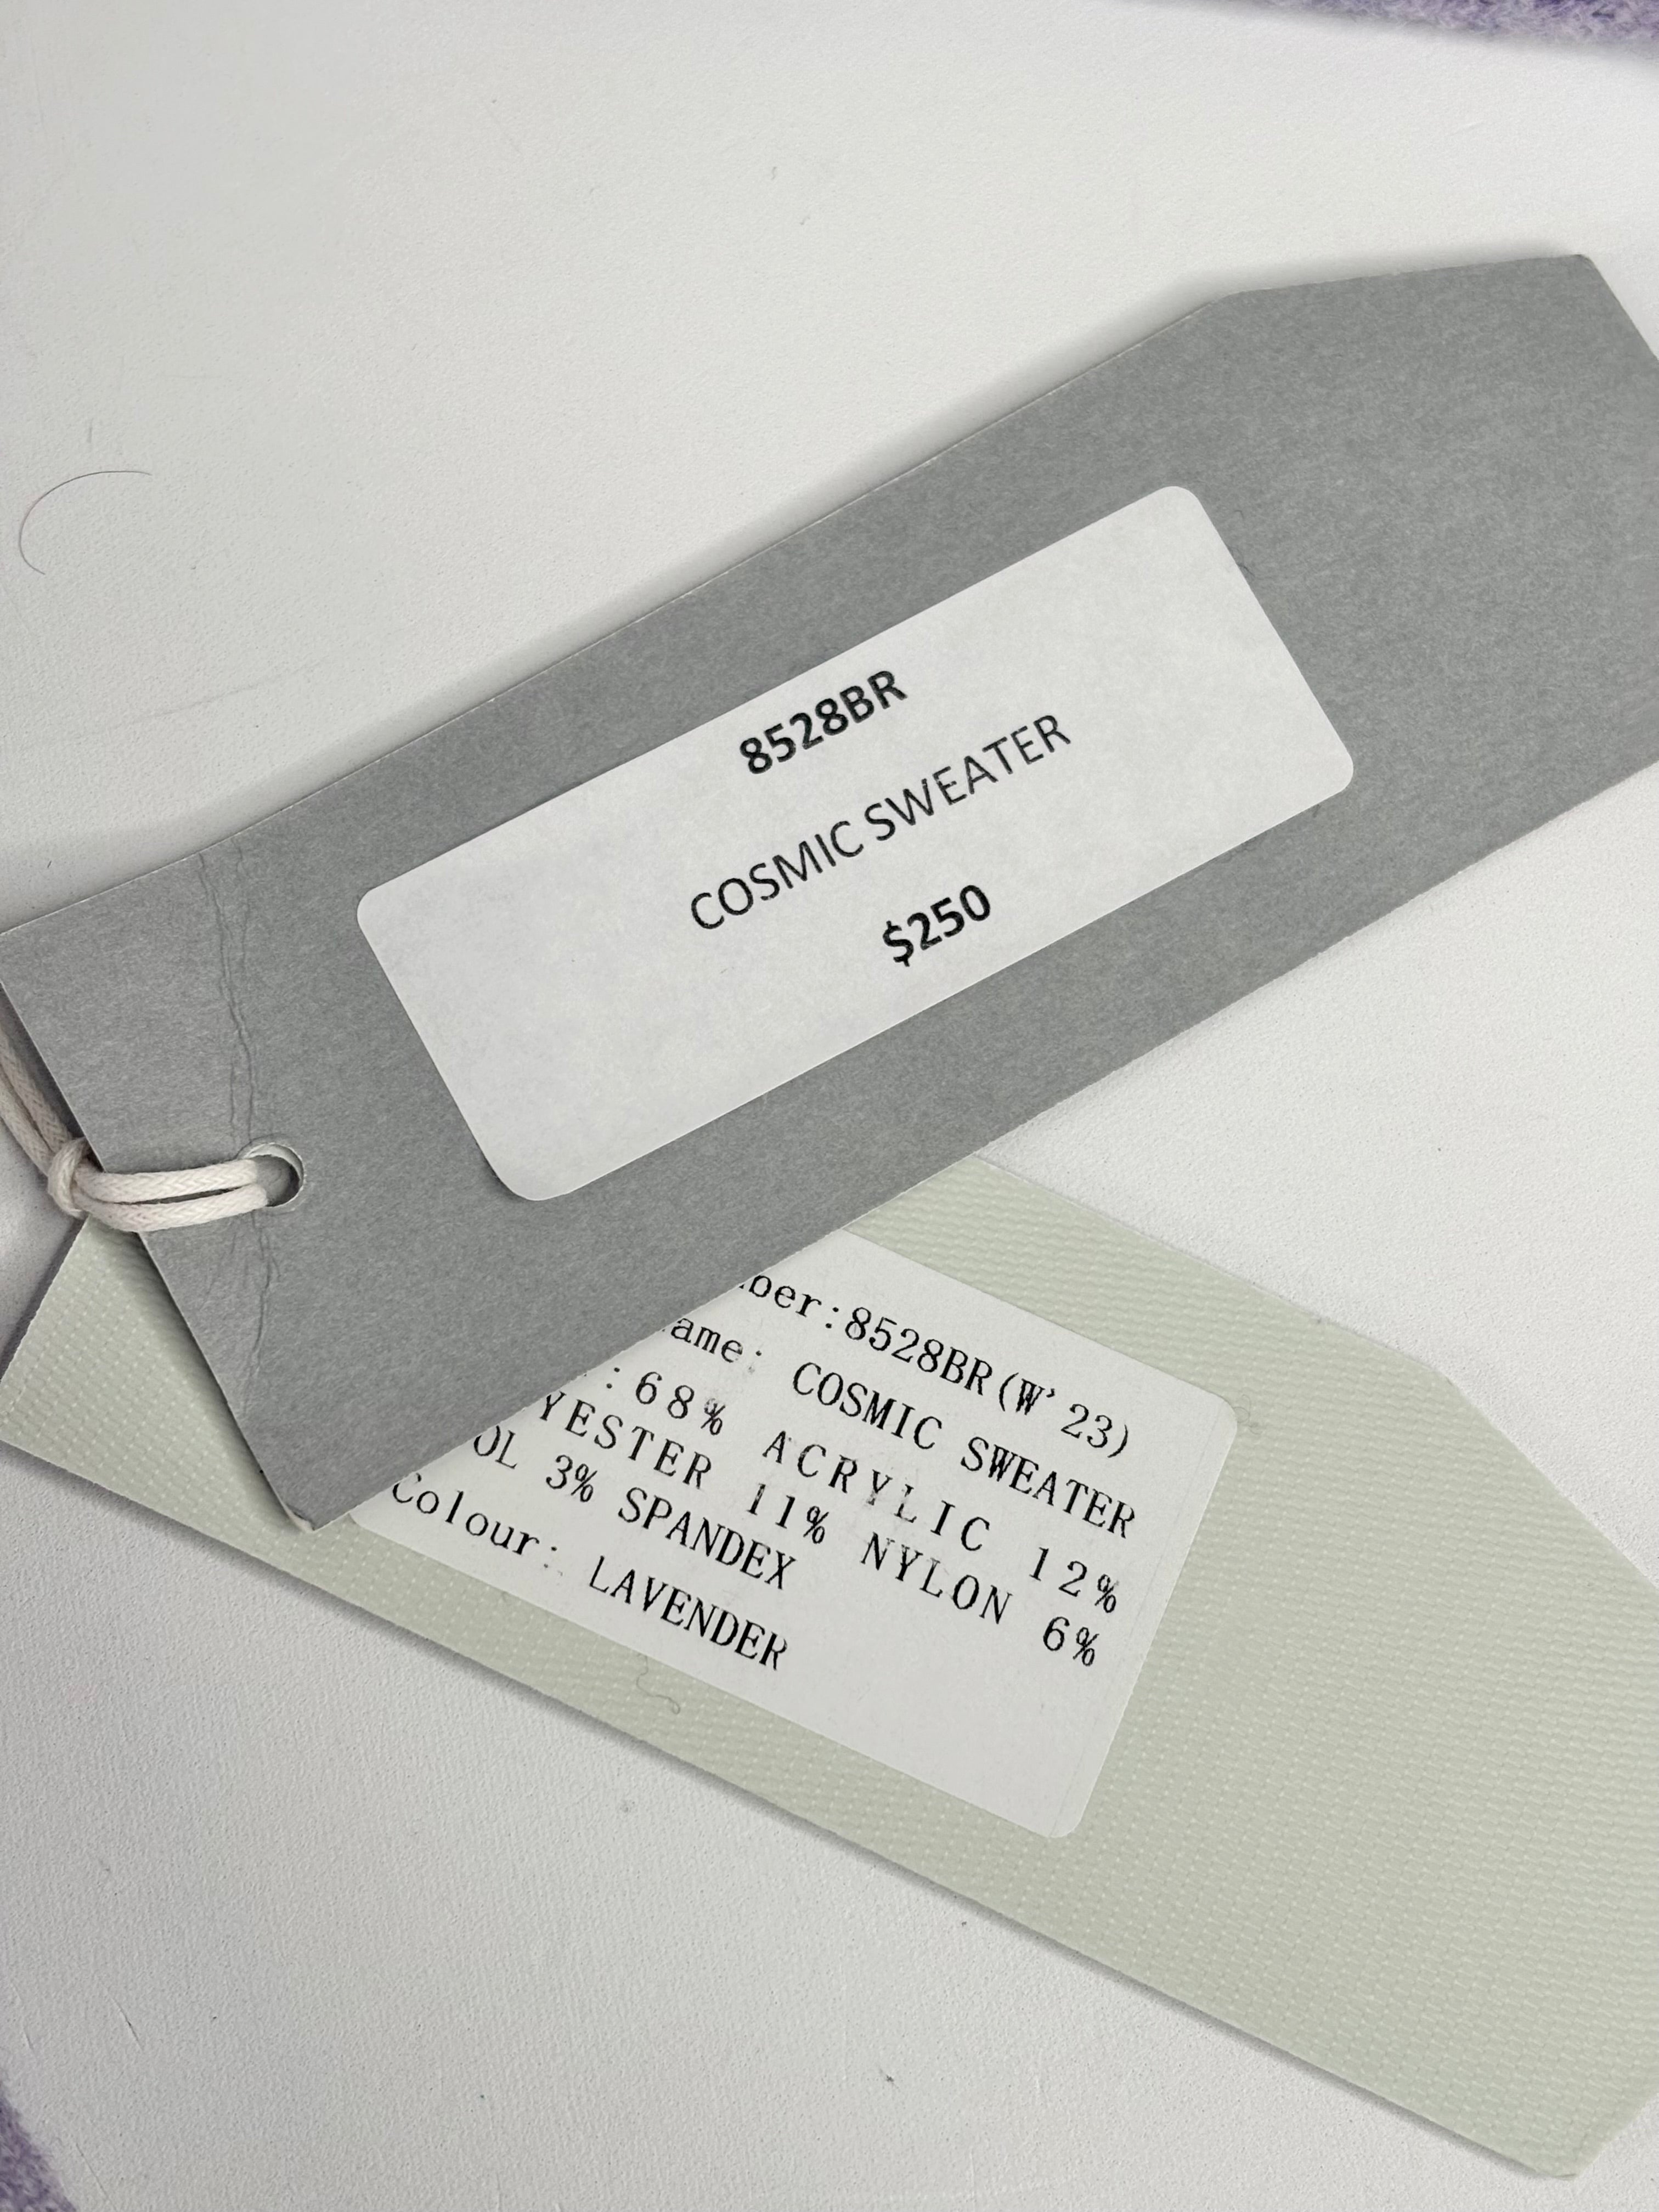 8528BR
COSMIC SWEATER
$250
ber:8528BR(W'23)
ame: COSMIC SWEATER
:68% ACRYLIC 12%
YESTER 11% NYLON 6%
OL 3% SPANDEX
Colour: LAVENDER